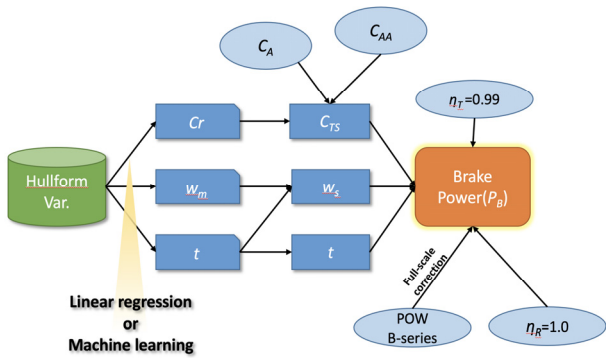 C_A
C_AA
η_T=0.99
Cr
C_TS
Hullform
Var.
w_m
w_s
Brake
Power(P_B)
t
t
Full-scale
correction
Linear regression
or
Machine learning
POW
B-series
η_R=1.0